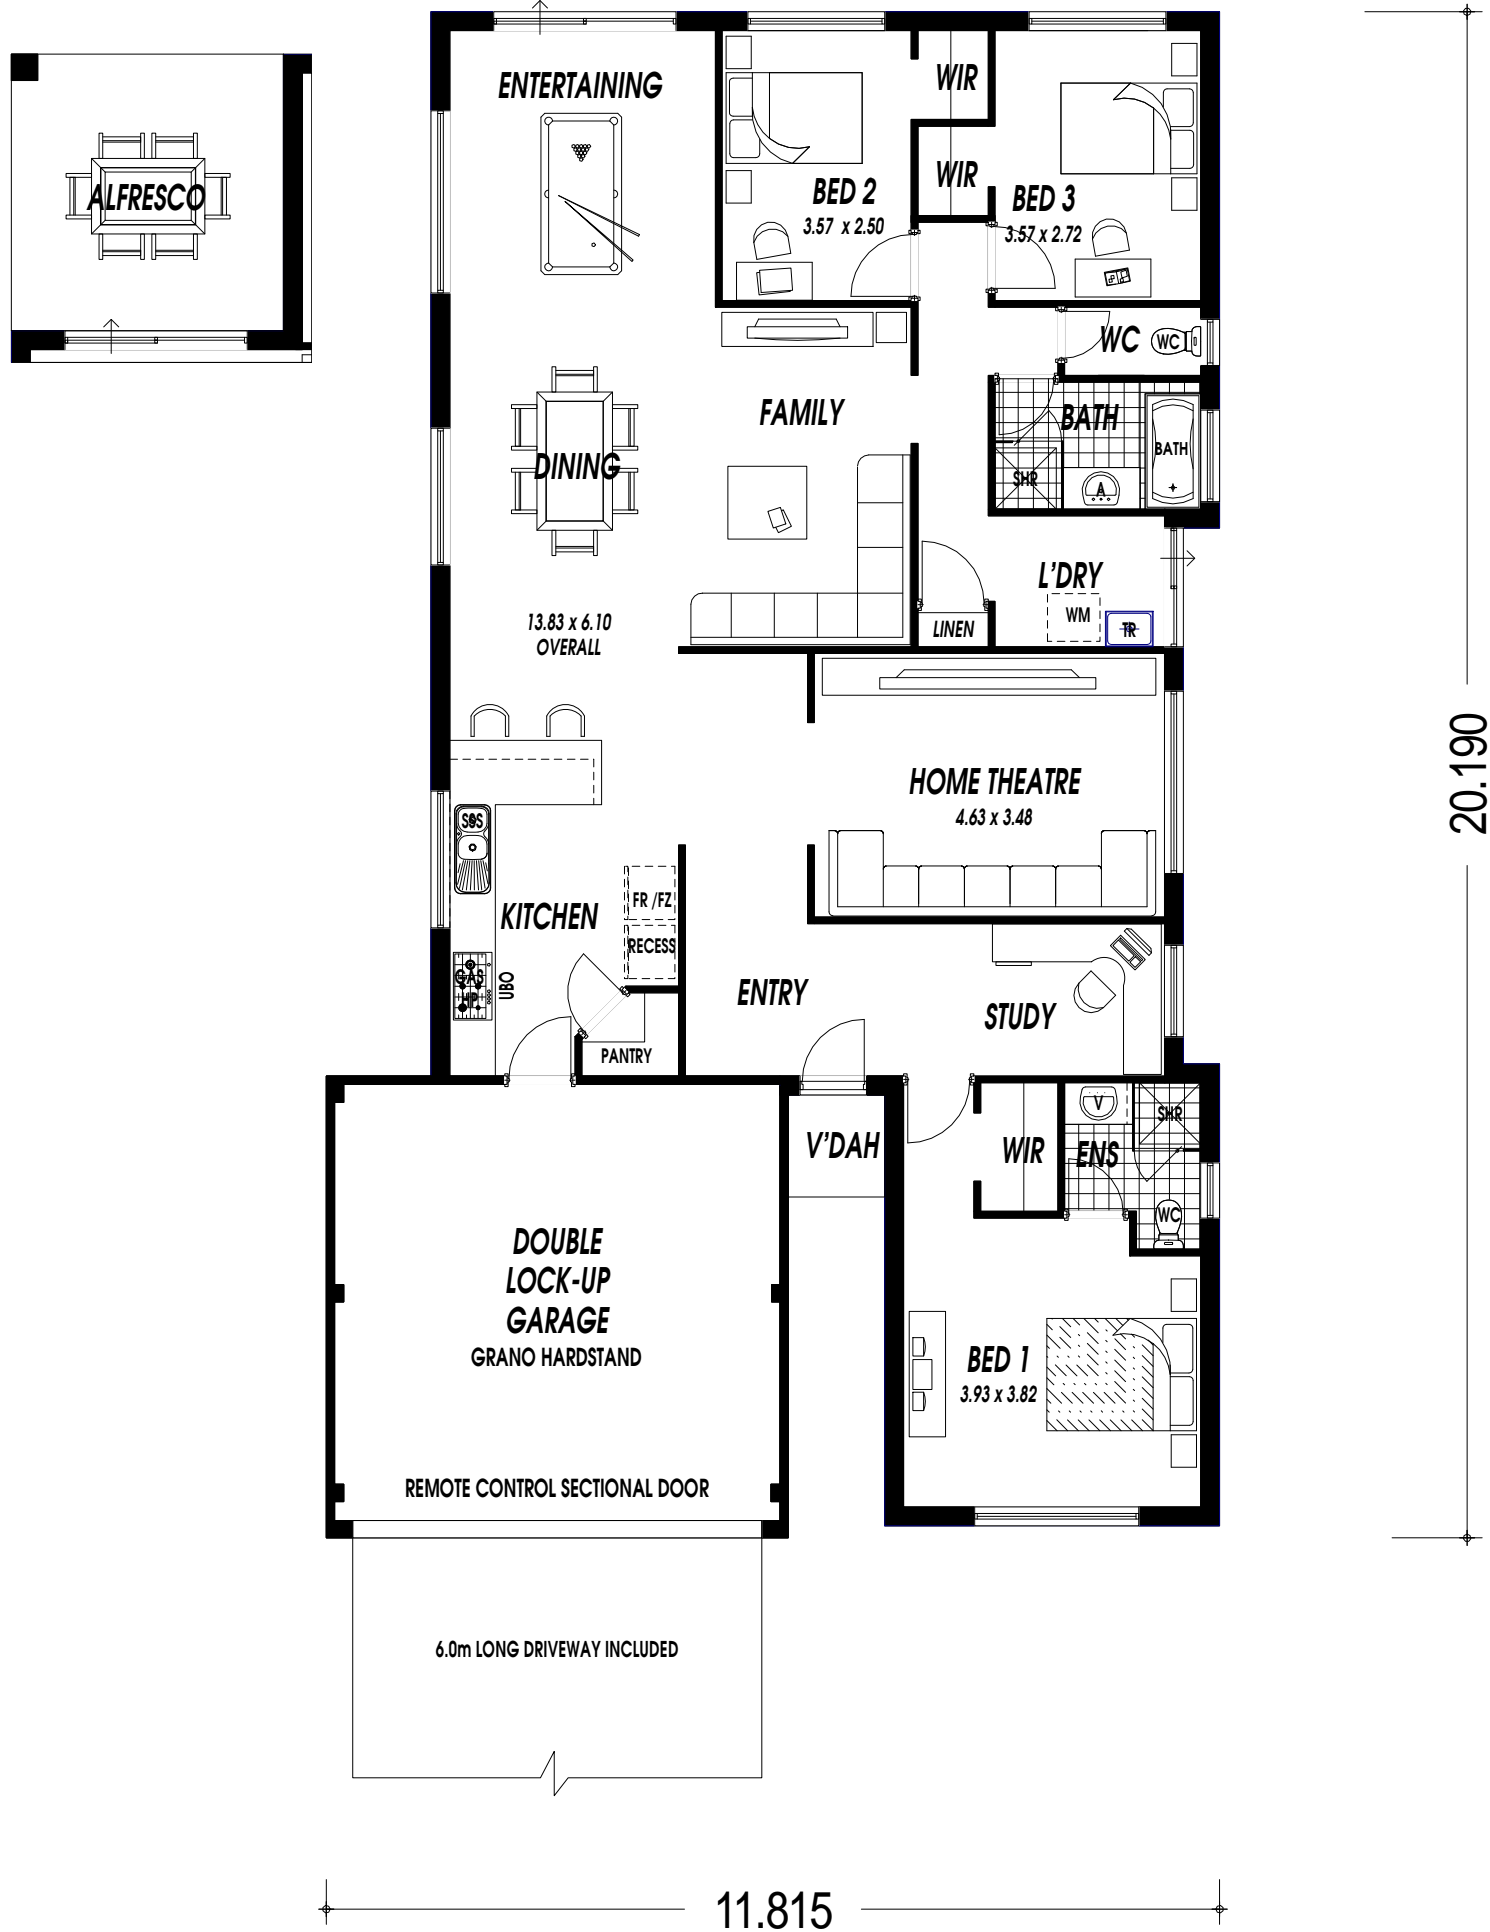 ENTERTAINING
WIR
ALFRESCO
WIR
BED 2
3.57 x 2.50
BED 3
3.57 x 2.72
WC
WC
FAMILY
BATH
BATH
DINING
SHR
A
L'DRY
WM
TR
LINEN
13.83 x 6.10
OVERALL
HOME THEATRE
4.63 x 3.48
20.190
SS
KITCHEN
FR /FZ
RECESS
GAS
HP
UBO
ENTRY
STUDY
PANTRY
V
SHR
V'DAH
WIR
ENS
WC
DOUBLE
LOCK-UP
GARAGE
GRANO HARDSTAND
BED 1
3.93 x 3.82
REMOTE CONTROL SECTIONAL DOOR
6.0m LONG DRIVEWAY INCLUDED
11.815